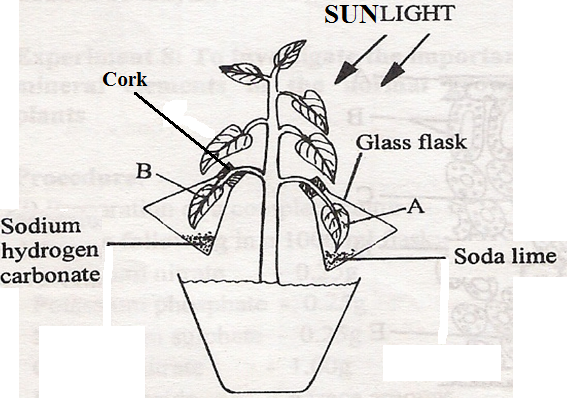 SUNLIGHT
Cork
Glass flask
B
A
Sodium
hydrogen
carbonate
Soda lime